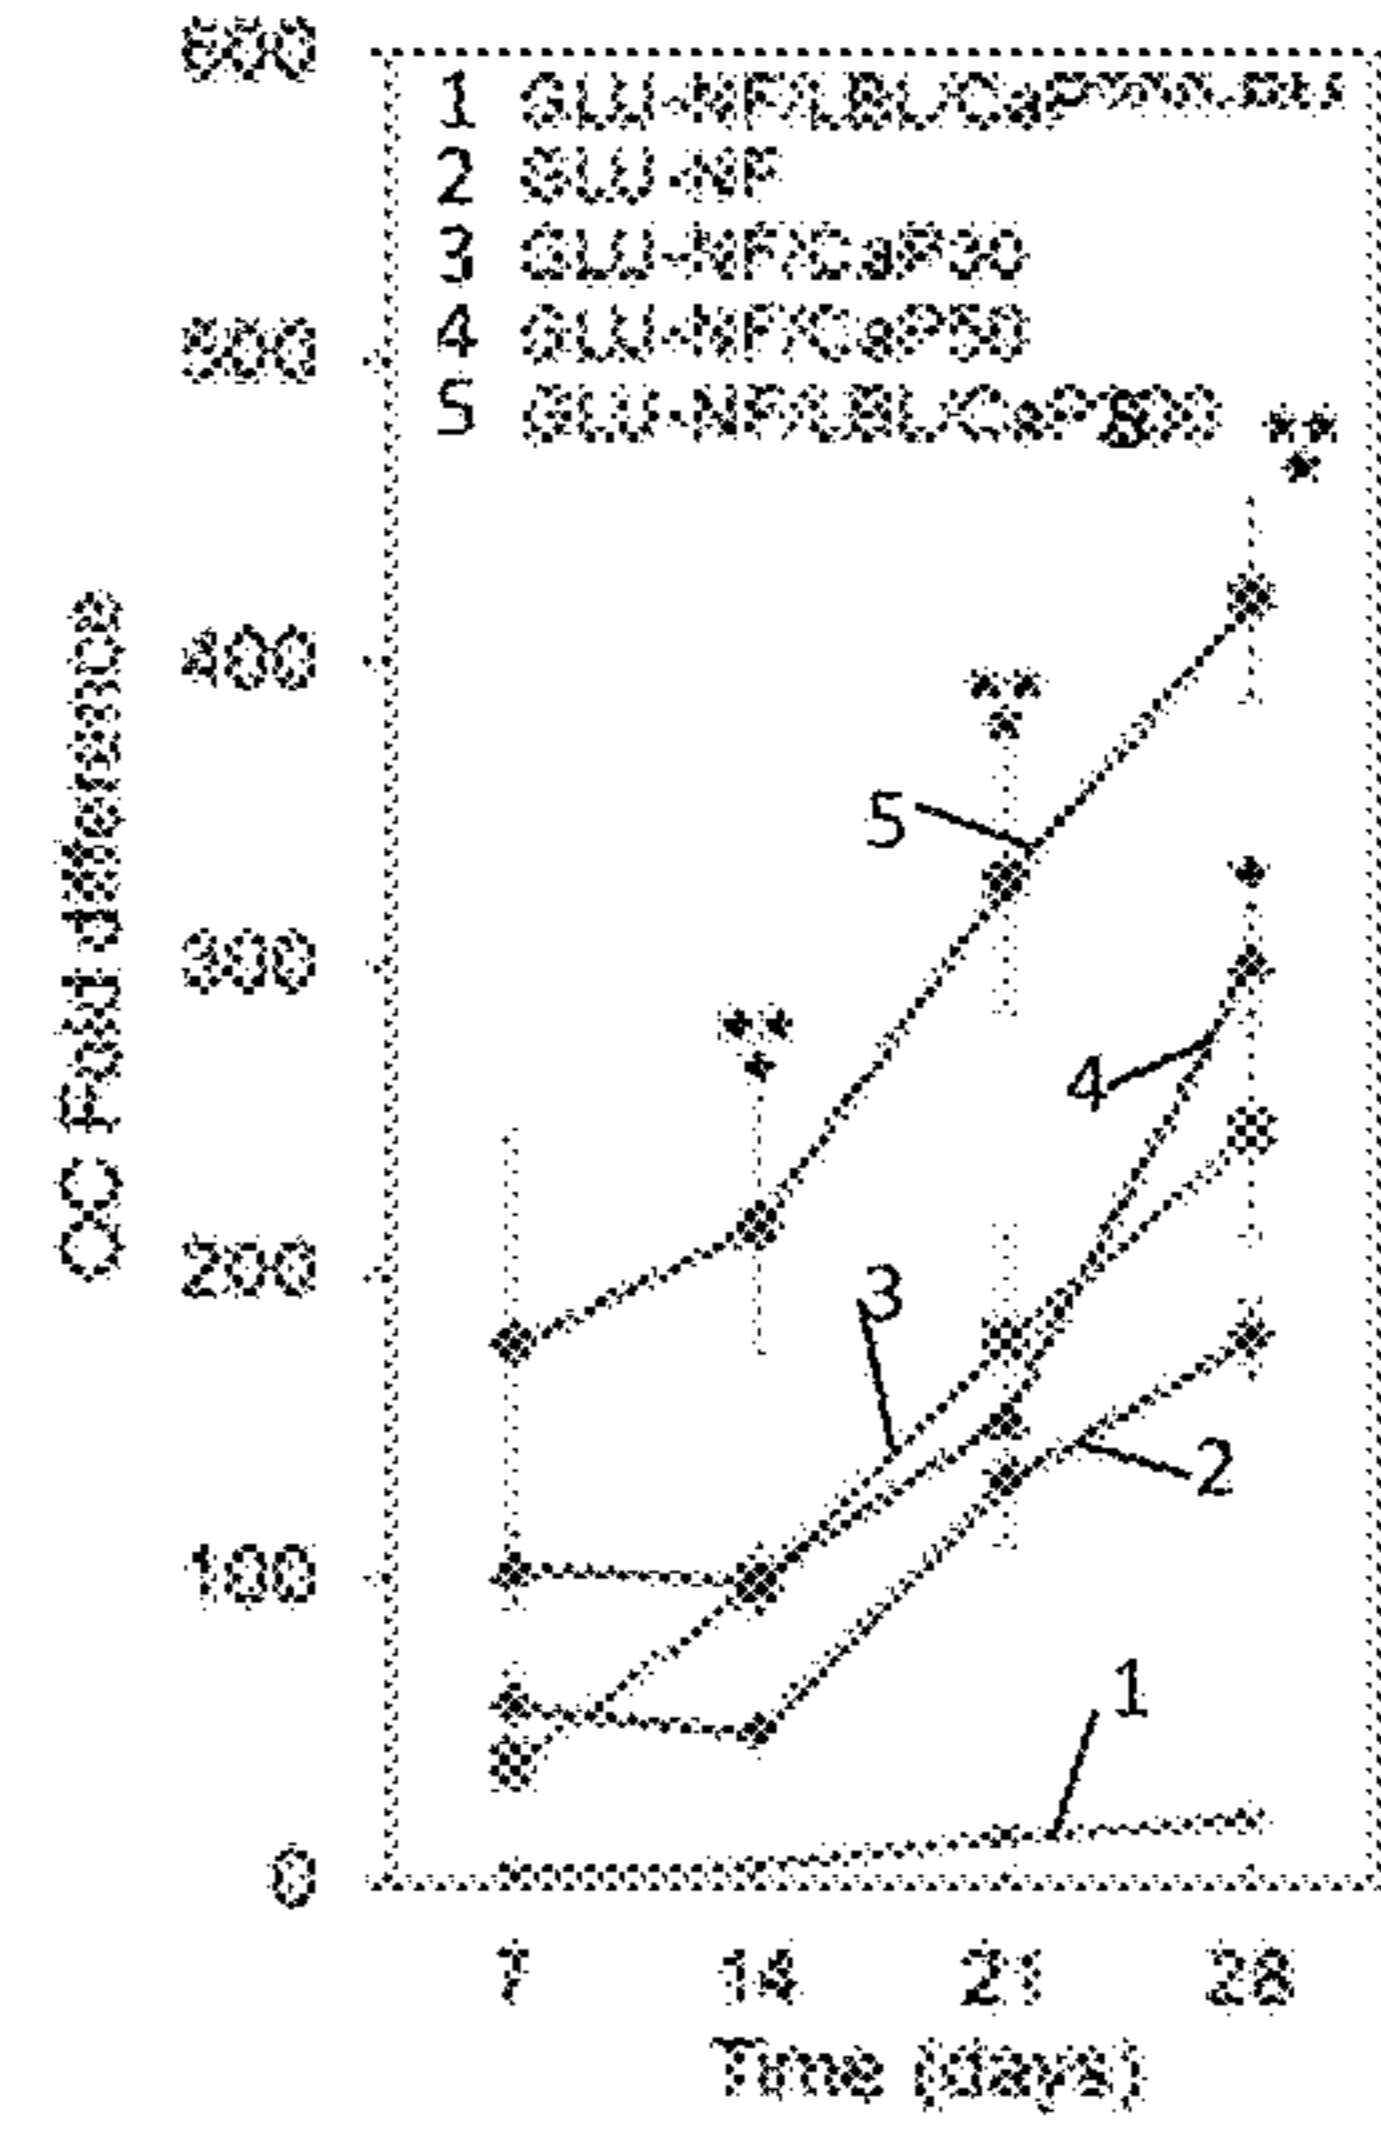 600
1 GLU-NF/LBLCaP
2 GLU-NF
3 GLU-NF/CaP30
4 GLU-NF/CaP50
5 GLU-NF/LBLCaP
500
**
*
400
**
*
5
OC Fold difference
300
*
**
*
4
200
3
2
100
1
0
7 14 21 28
Time (days)